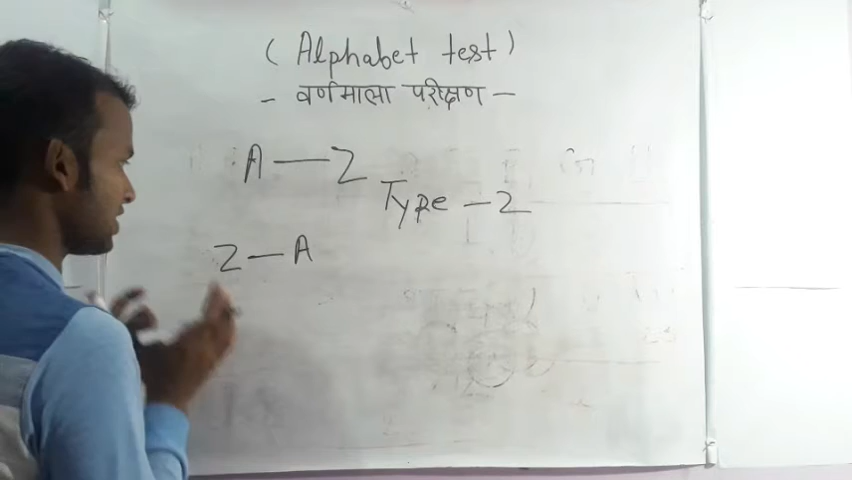 ( Alphabet test )
- वर्णमाला परीक्षण -
A — Z
Type - 2
Z — A